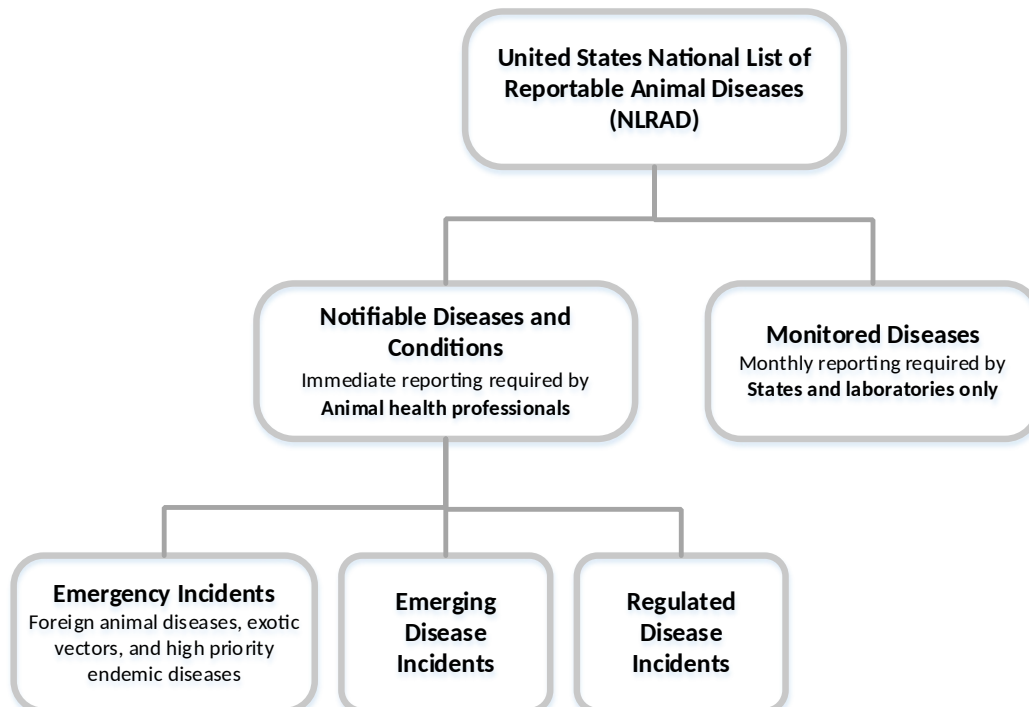 United States National List of
Reportable Animal Diseases
(NLRAD)
Notifiable Diseases and
Conditions
Immediate reporting required by
Animal health professionals
Monitored Diseases
Monthly reporting required by
States and laboratories only
Emergency Incidents
Foreign animal diseases, exotic
vectors, and high priority
endemic diseases
Emerging
Disease
Incidents
Regulated
Disease
Incidents